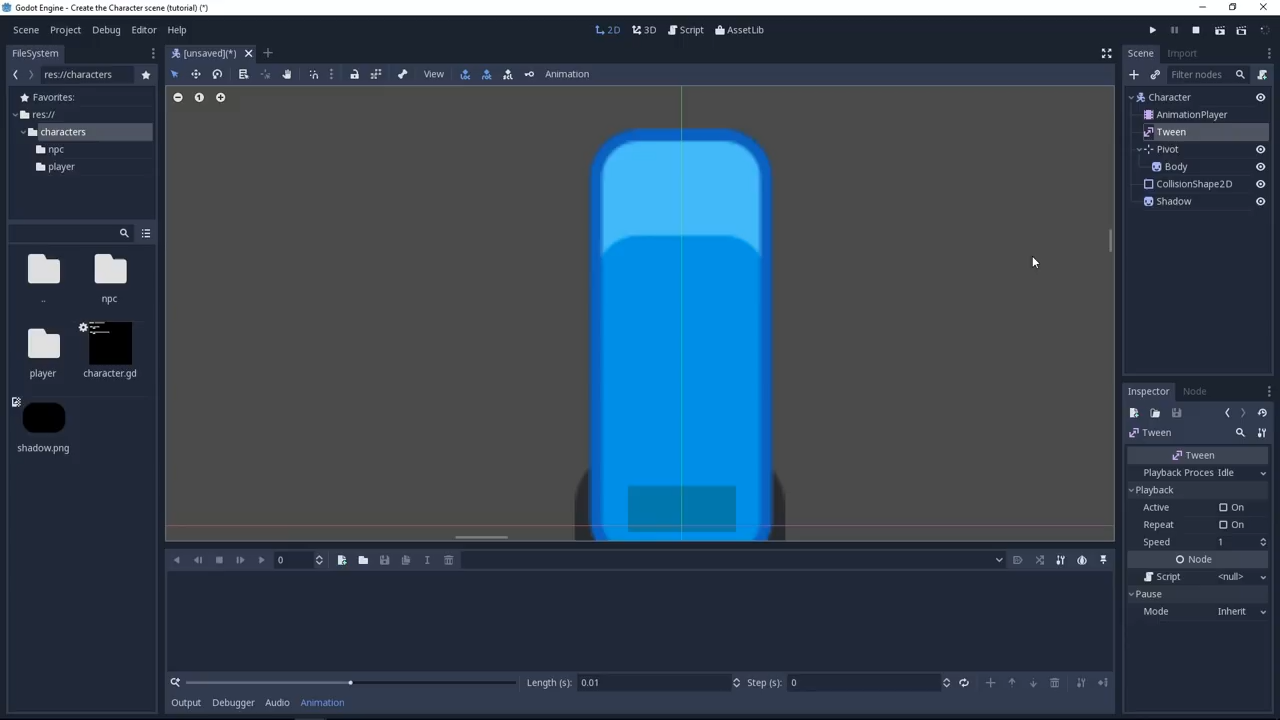 Godot Engine - Create the Character scene (tutorial) (*)
Scene Project Debug Editor Help
2D 3D Script AssetLib
FileSystem
res://characters
Favorites:
res://
characters
npc
player
..
npc
player
character.gd
shadow.png
[unsaved](*)
View
Animation
0
Length (s): 0.01
Step (s): 0
Output Debugger Audio Animation
Scene Import
Filter nodes
Character
AnimationPlayer
Tween
Pivot
Body
CollisionShape2D
Shadow
Inspector Node
Tween
Tween
Playback Proces Idle
Playback
Active On
Repeat On
Speed 1
Node
Script <null>
Pause
Mode Inherit